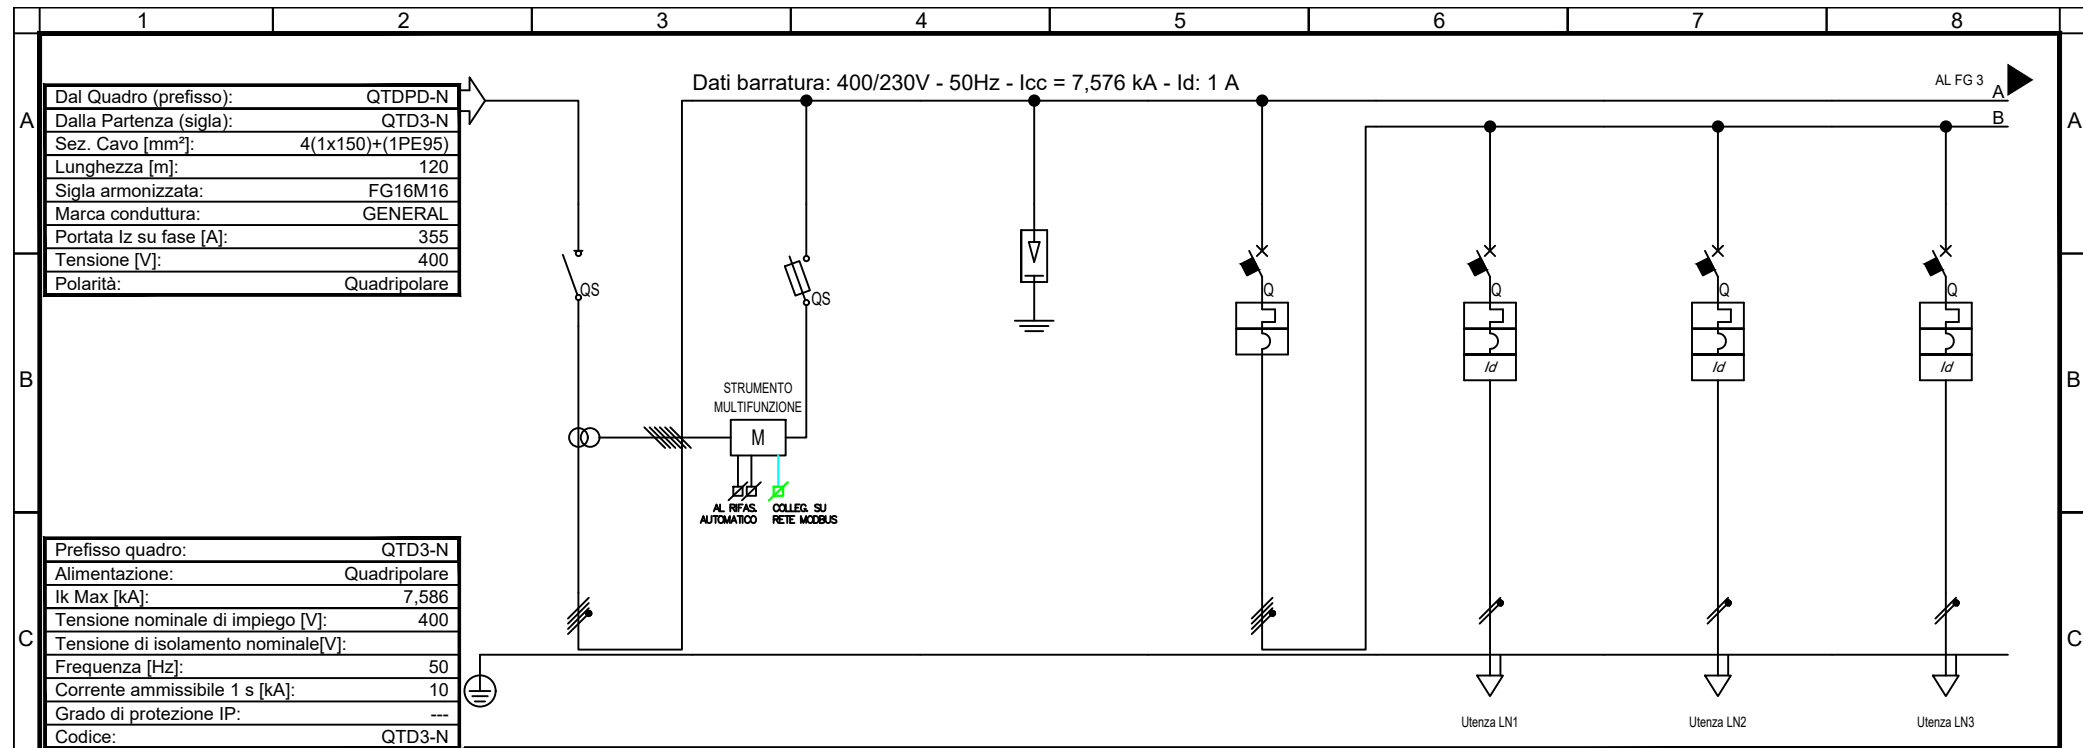 1 2 3 4 5 6 7 8
Dati barratura: 400/230V - 50Hz - Icc = 7,576 kA - Id: 1 A
AL FG 3
A
B
A
A
Dal Quadro (prefisso): QTDPD-N
Dalla Partenza (sigla): QTD3-N
Sez. Cavo [mm²]: 4(1x150)+(1PE95)
Lunghezza [m]: 120
Sigla armonizzata: FG16M16
Marca conduttura: GENERAL
Portata Iz su fase [A]: 355
Tensione [V]: 400
Polarità: Quadripolare
QS
QS
Q
Q
Q
Q
Id
Id
Id
B
B
STRUMENTO
MULTIFUNZIONE
M
AL RIFAS.
AUTOMATICO
COLLEG. SU
RETE MODBUS
Prefisso quadro: QTD3-N
Alimentazione: Quadripolare
Ik Max [kA]: 7,586
Tensione nominale di impiego [V]: 400
Tensione di isolamento nominale[V]:
Frequenza [Hz]: 50
Corrente ammissibile 1 s [kA]: 10
Grado di protezione IP: ---
Codice: QTD3-N
C
C
Utenza LN1
Utenza LN2
Utenza LN3